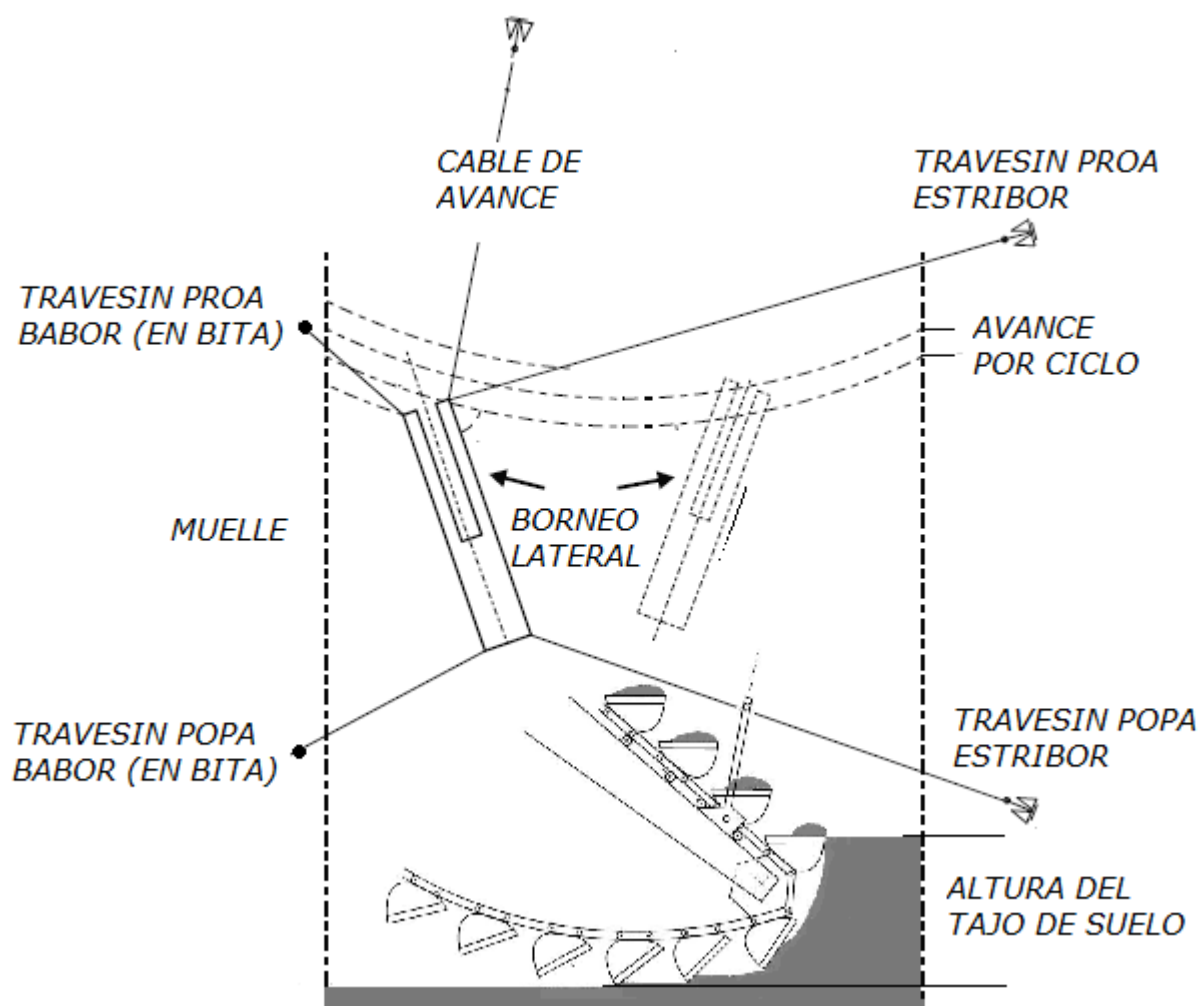 CABLE DE
AVANCE
TRAVESIN PROA
ESTRIBOR
TRAVESIN PROA
BABOR (EN BITA)
AVANCE
POR CICLO
MUELLE
BORNEO
LATERAL
TRAVESIN POPA
BABOR (EN BITA)
TRAVESIN POPA
ESTRIBOR
ALTURA DEL
TAJO DE SUELO